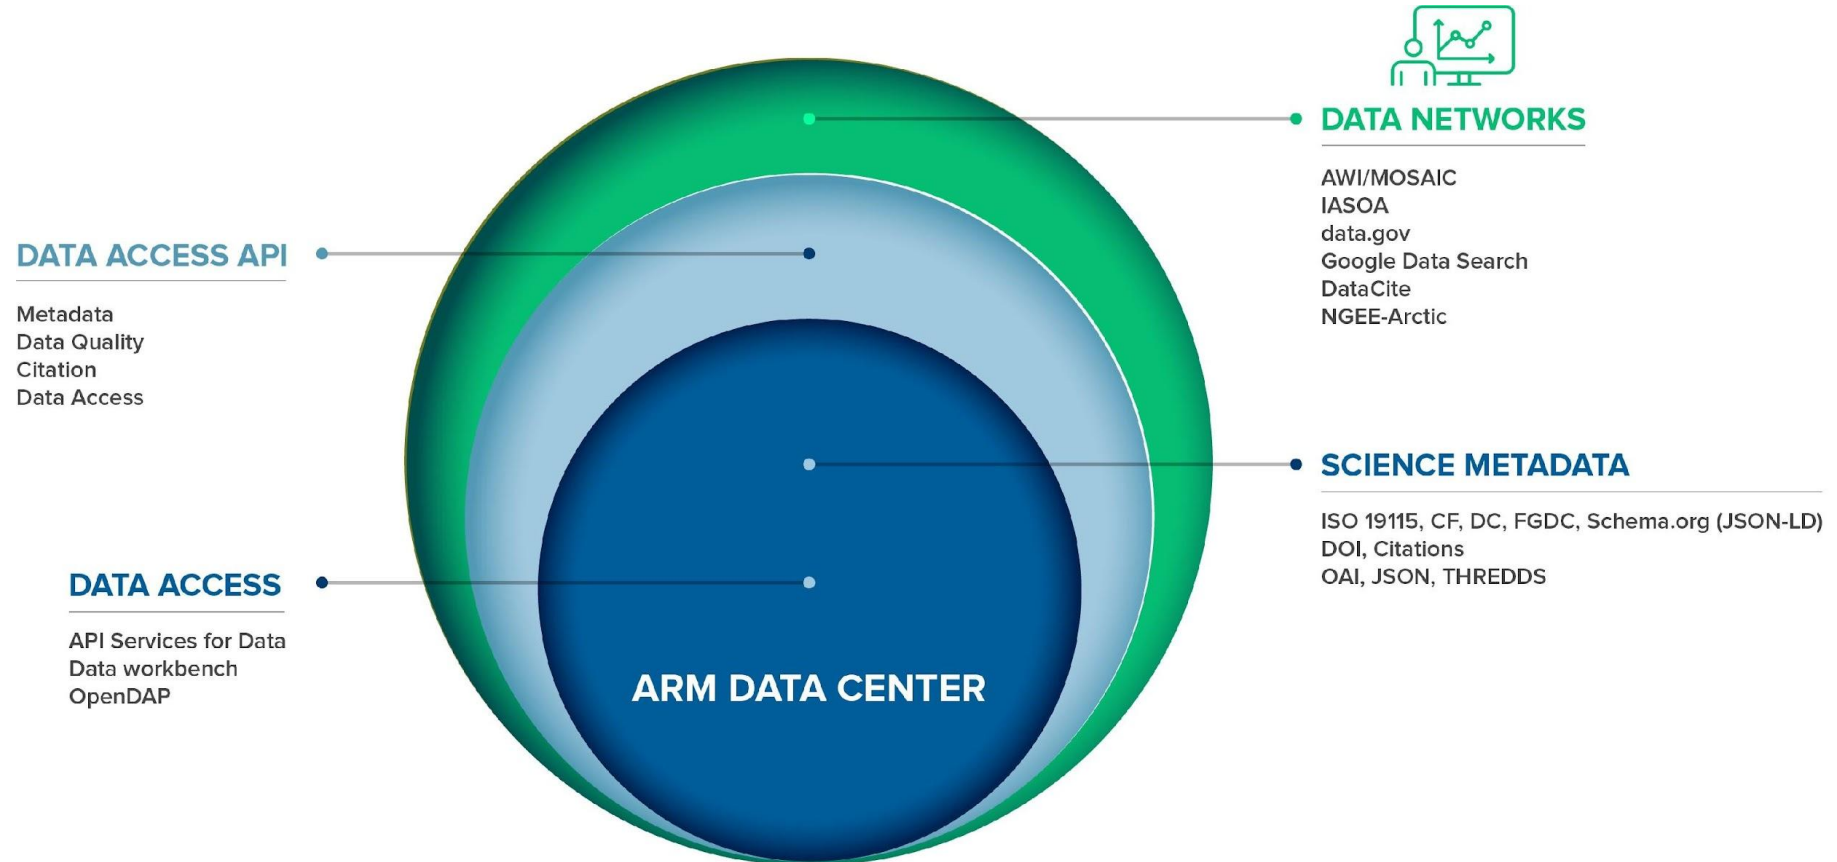 DATA NETWORKS
AWI/MOSAIC
IASOA
data.gov
Google Data Search
DataCite
NGEE-Arctic
DATA ACCESS API
Metadata
Data Quality
Citation
Data Access
SCIENCE METADATA
ISO 19115, CF, DC, FGDC, Schema.org (JSON-LD)
DOI, Citations
OAI, JSON, THREDDS
DATA ACCESS
API Services for Data
Data workbench
OpenDAP
ARM DATA CENTER